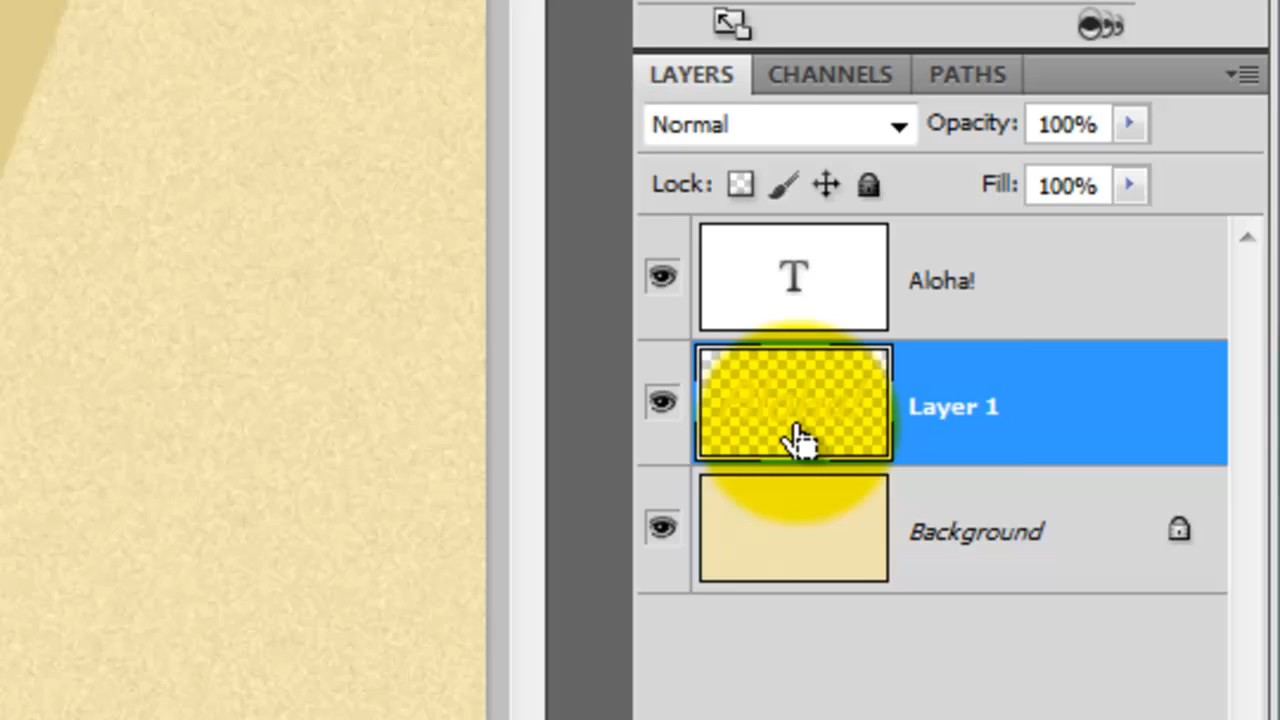 LAYERS CHANNELS PATHS
Normal Opacity: 100%
Lock: Fill: 100%
T Aloha!
Layer 1
Background